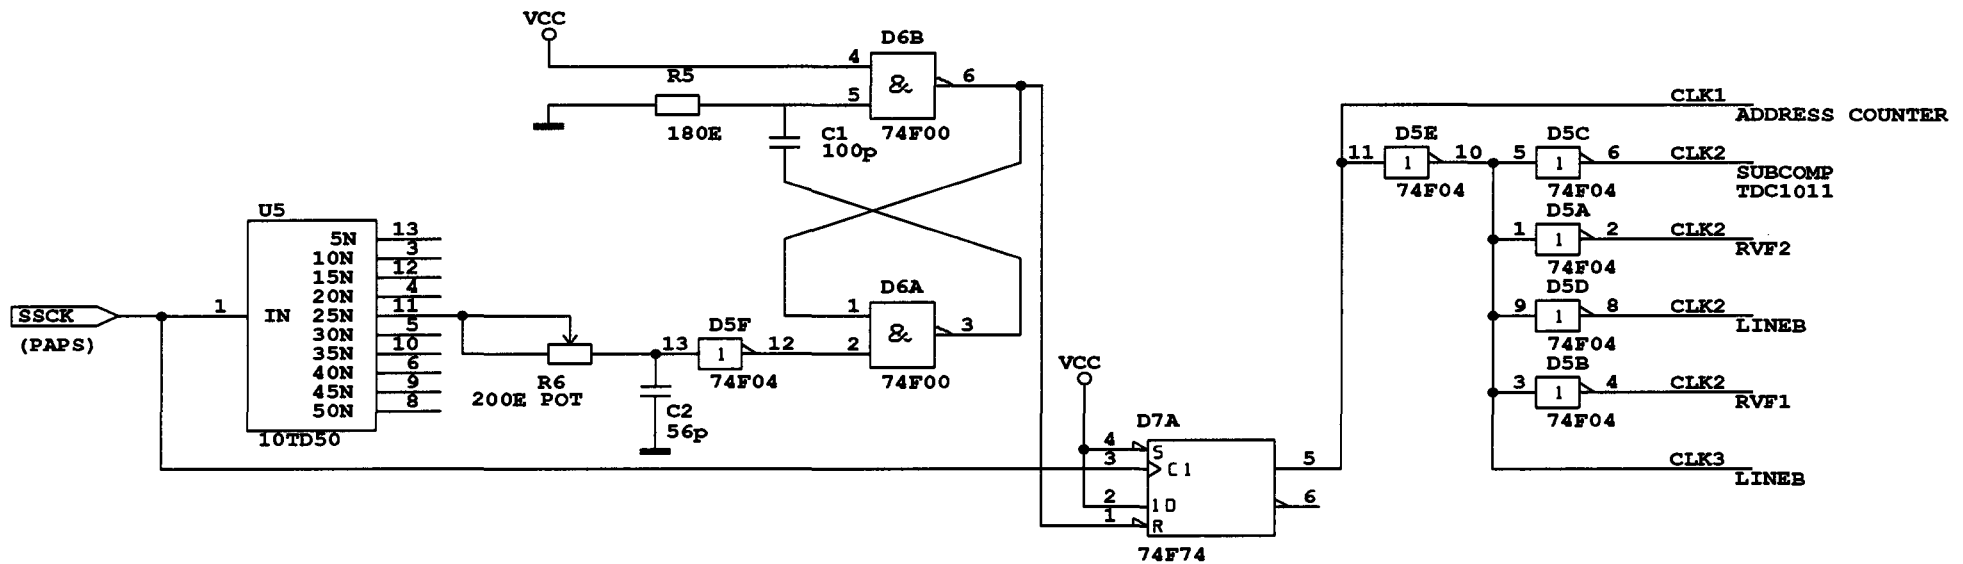 VCC
D6B
4
&
6
R5
5
180E
74F00
C1
100p
CLK1
ADDRESS COUNTER
D5E
D5C
11
1
10
5
1
6
CLK2
74F04
74F04
SUBCOMP
TDC1011
D5A
1
1
2
CLK2
RVF2
74F04
U5
5N
13
10N
3
15N
12
20N
4
25N
11
30N
5
35N
10
40N
6
45N
9
50N
8
SSCK
(PAPS)
1
IN
10TD50
D6A
1
&
3
2
74F00
D5F
13
1
12
74F04
R6
200E POT
C2
56p
D5D
9
1
8
CLK2
LINEB
74F04
D5B
3
1
4
CLK2
RVF1
74F04
VCC
D7A
4
S
3
C1
5
2
1D
6
1
R
74F74
CLK3
LINEB